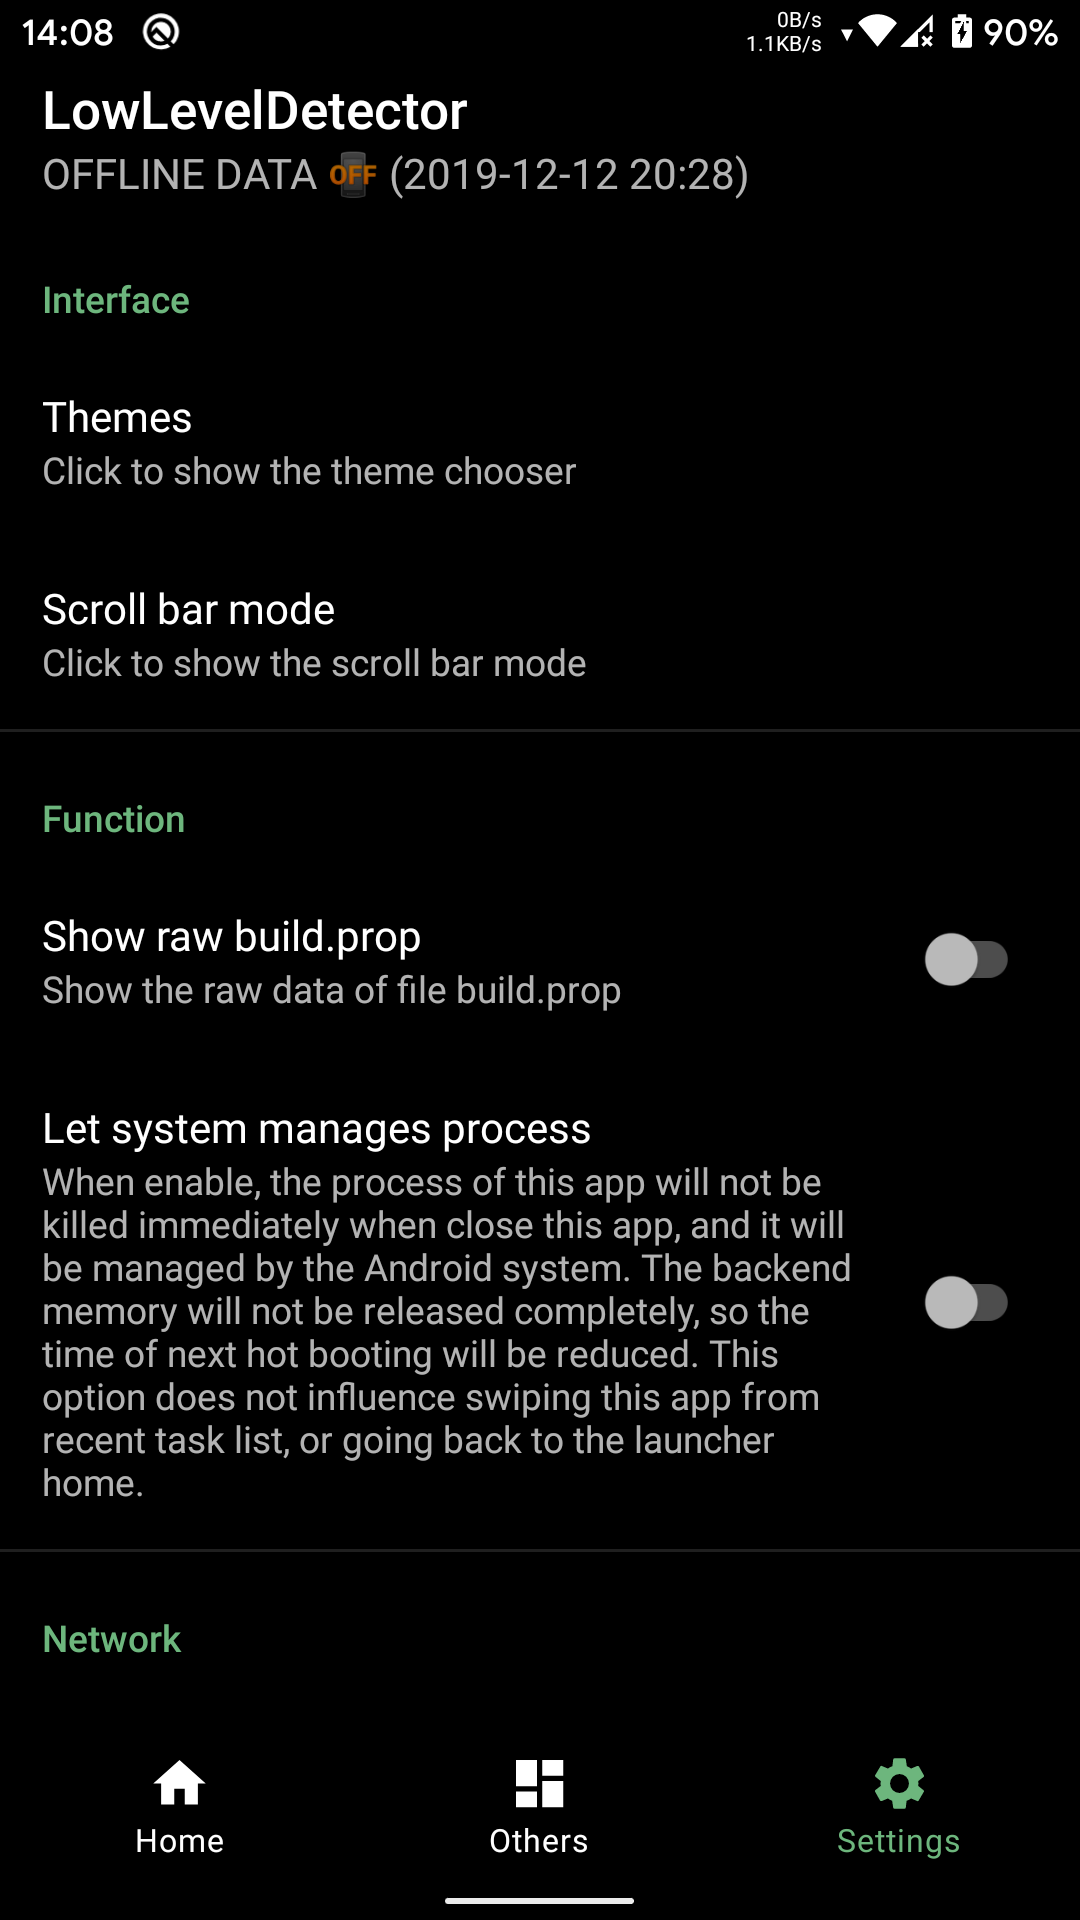 14:08
0B/s
1.1KB/s
90%
LowLevelDetector
OFFLINE DATA 📴 (2019-12-12 20:28)
Interface
Themes
Click to show the theme chooser
Scroll bar mode
Click to show the scroll bar mode
Function
Show raw build.prop
Show the raw data of file build.prop
Let system manages process
When enable, the process of this app will not be
killed immediately when close this app, and it will
be managed by the Android system. The backend
memory will not be released completely, so the
time of next hot booting will be reduced. This
option does not influence swiping this app from
recent task list, or going back to the launcher
home.
Network
Home
Others
Settings